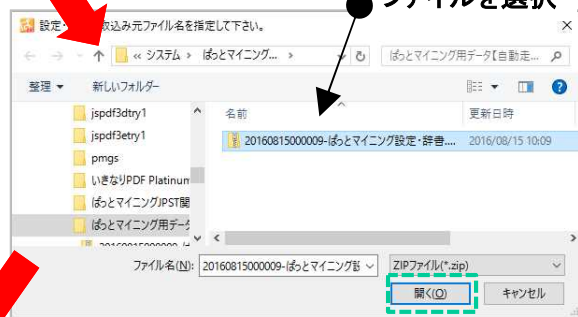 ファイルを選択
設定・ 取込み元ファイル名を指定して下さい。
« システム › ぱっとマイニング... ›
ぱっとマイニング用データ【自動走...
整理 新しいフォルダー
名前 更新日時
jspdf3dtry1
20160815000009-ぱっとマイニング設定・辞書.... 2016/08/15 10:09
jspdf3etry1
pmgs
いきなりPDF Platinum
ぱっとマイニングJPST関
ぱっとマイニング用データ
ファイル名(N): 20160815000009-ぱっとマイニング設 ZIPファイル(*.zip)
開く(O) キャンセル